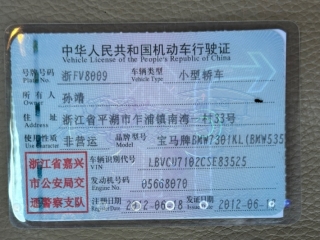 中华人民共和国机动车行驶证
Vehicle License of the People's Republic of China
号牌号码 浙FV8009 车辆类型 小型轿车
Plate No. Vehicle Type
所有人 孙靖
Owner
住址 浙江省平湖市乍浦镇南湾一村33号
Address
使用性质 非营运 品牌型号 宝马牌BMW7301KL(BMW535
Use Character Model
浙江省嘉兴 车辆识别代号
VIN
市公安局交 发动机号码 05668070
Engine No.
通警察支队 注册日期 2012-06-18 发证日期 2012-06-
Register Date Issue Date